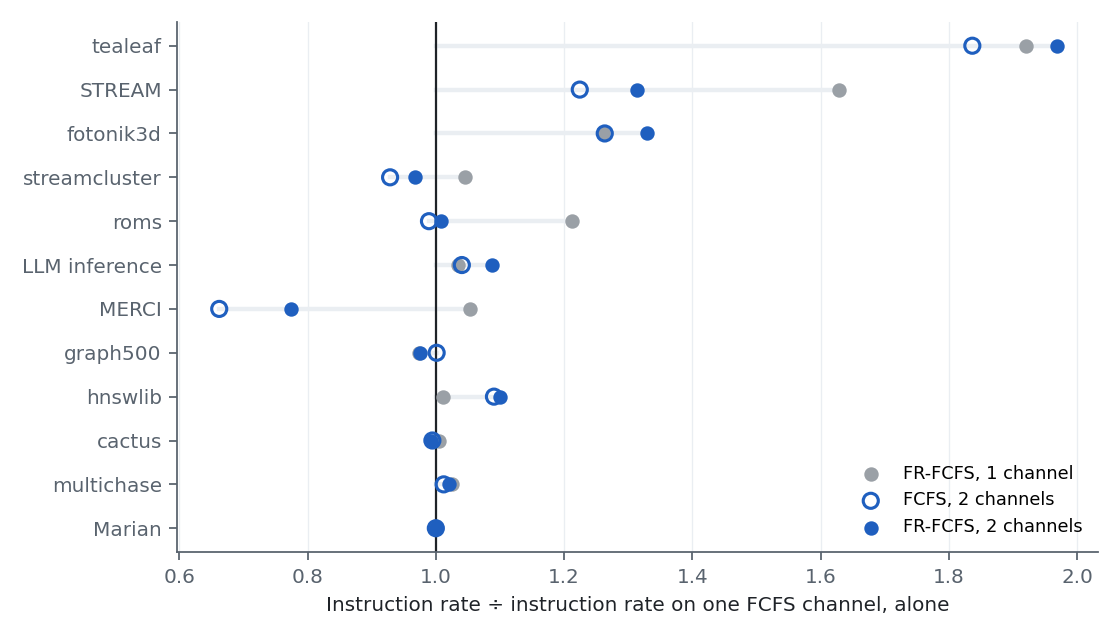 tealeaf
STREAM
fotonik3d
streamcluster
roms
LLM inference
MERCI
graph500
hnswlib
cactus
multichase
Marian
FR-FCFS, 1 channel
FCFS, 2 channels
FR-FCFS, 2 channels
0.6 0.8 1.0 1.2 1.4 1.6 1.8 2.0
Instruction rate ÷ instruction rate on one FCFS channel, alone